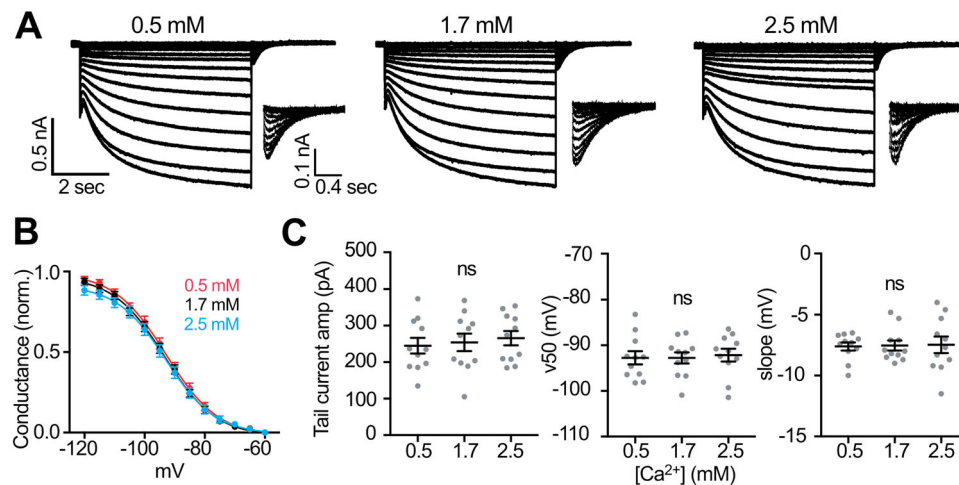 A
0.5 mM
1.7 mM
2.5 mM
0.5 nA
2 sec
0.1 nA
0.4 sec
B
Conductance (norm.)
1.0
0.5
0.0
0.5 mM
1.7 mM
2.5 mM
-120
-100
-80
-60
mV
C
Tail current amp (pA)
500
400
300
200
100
0
ns
0.5
1.7
2.5
v50 (mV)
-70
-80
-90
-100
-110
ns
0.5
1.7
2.5
[Ca²⁺] (mM)
slope (mV)
0
-5
-10
-15
ns
0.5
1.7
2.5